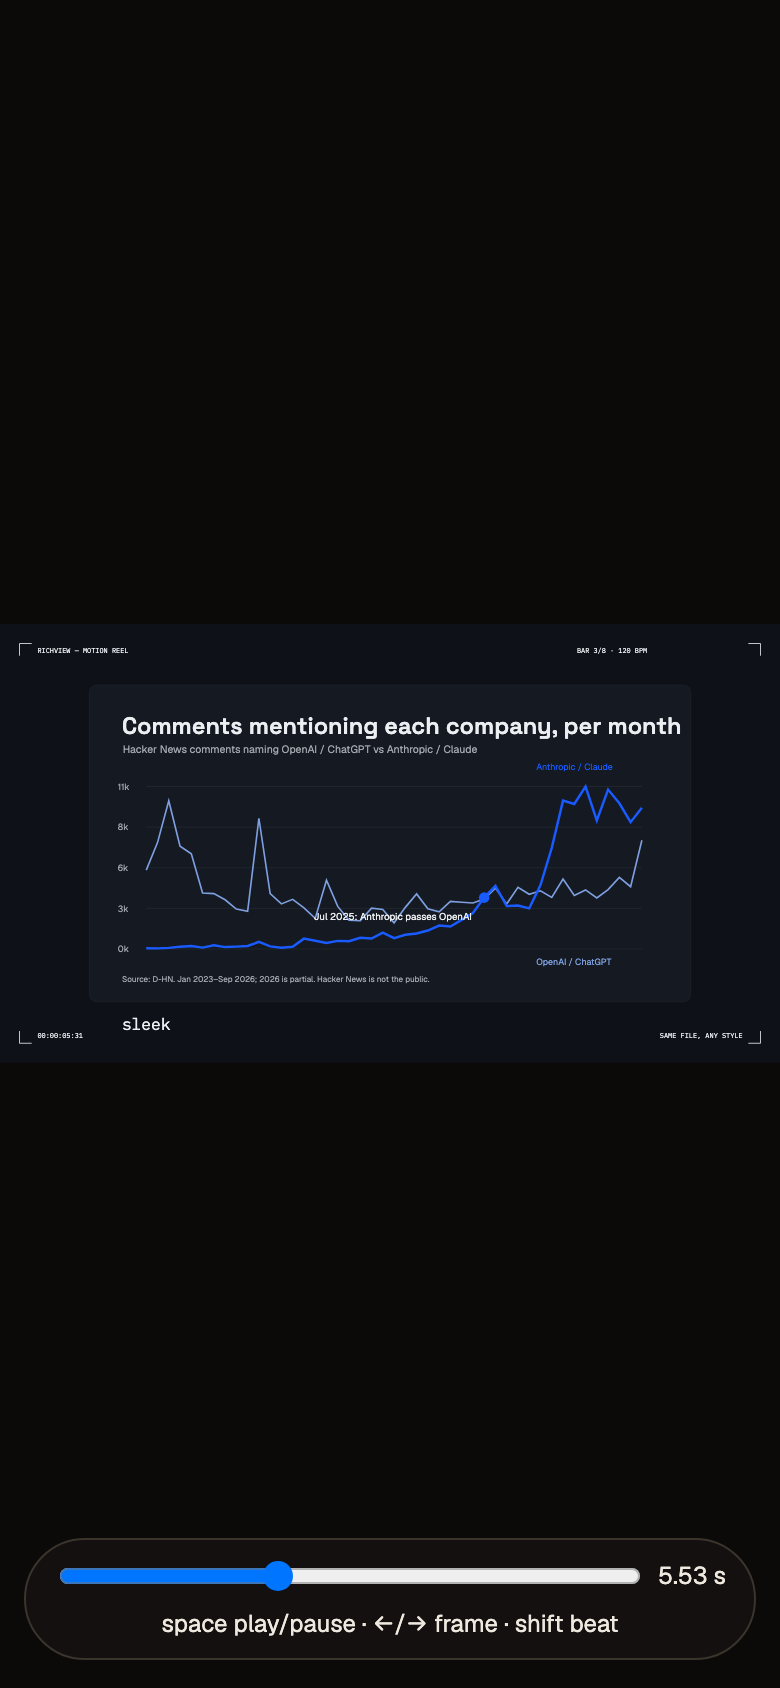 RICHVIEW — MOTION REEL
BAR 3/8 · 120 BPM
Comments mentioning each company, per month
Hacker News comments naming OpenAI / ChatGPT vs Anthropic / Claude
Anthropic / Claude
11k
8k
6k
3k
Jul 2025: Anthropic passes OpenAI
0k
OpenAI / ChatGPT
Source: D-HN. Jan 2023–Sep 2026; 2026 is partial. Hacker News is not the public.
sleek
00:00:05:31
SAME FILE, ANY STYLE
5.53 s
space play/pause · ←/→ frame · shift beat